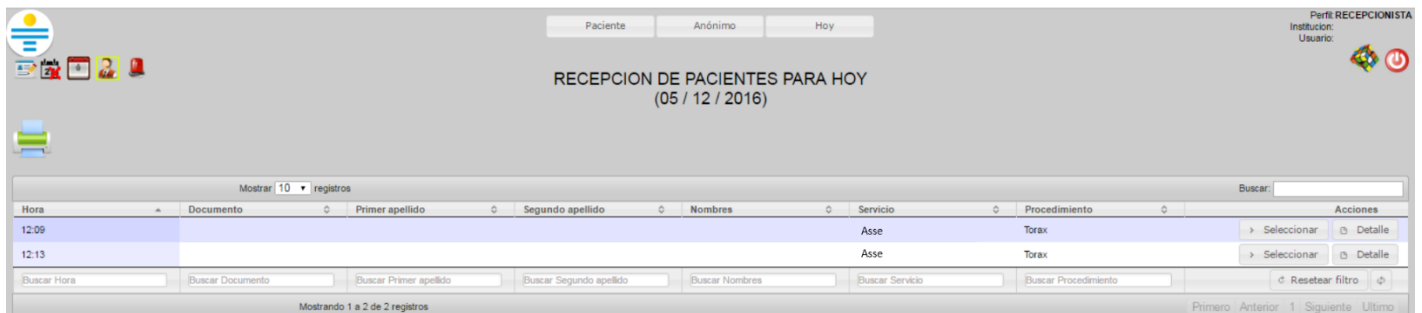 Paciente Anónimo Hoy
Perfil: RECEPCIONISTA
Institucion:
Usuario:
RECEPCION DE PACIENTES PARA HOY
(05 / 12 / 2016)
Mostrar 10 registros Buscar:
Hora Documento Primer apellido Segundo apellido Nombres Servicio Procedimiento Acciones
12:09 Asse Torax Seleccionar Detalle
12:13 Asse Torax Seleccionar Detalle
Buscar Hora Buscar Documento Buscar Primer apellido Buscar Segundo apellido Buscar Nombres Buscar Servicio Buscar Procedimiento Resetear filtro
Mostrando 1 a 2 de 2 registros Primero Anterior 1 Siguiente Ultimo